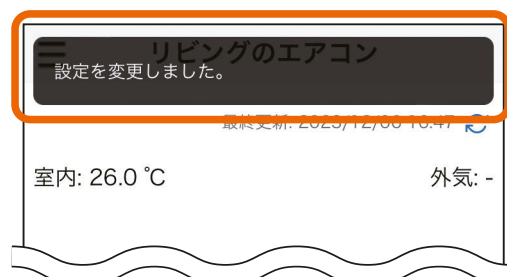 リビングのエアコン
設定を変更しました。
最終更新: 2023/12/06 16:47
室内: 26.0 ℃
外気: -